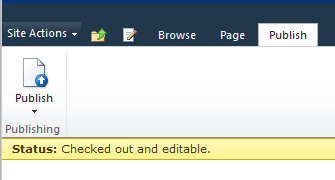 Site Actions Browse Page Publish
Publish
Publishing
Status: Checked out and editable.